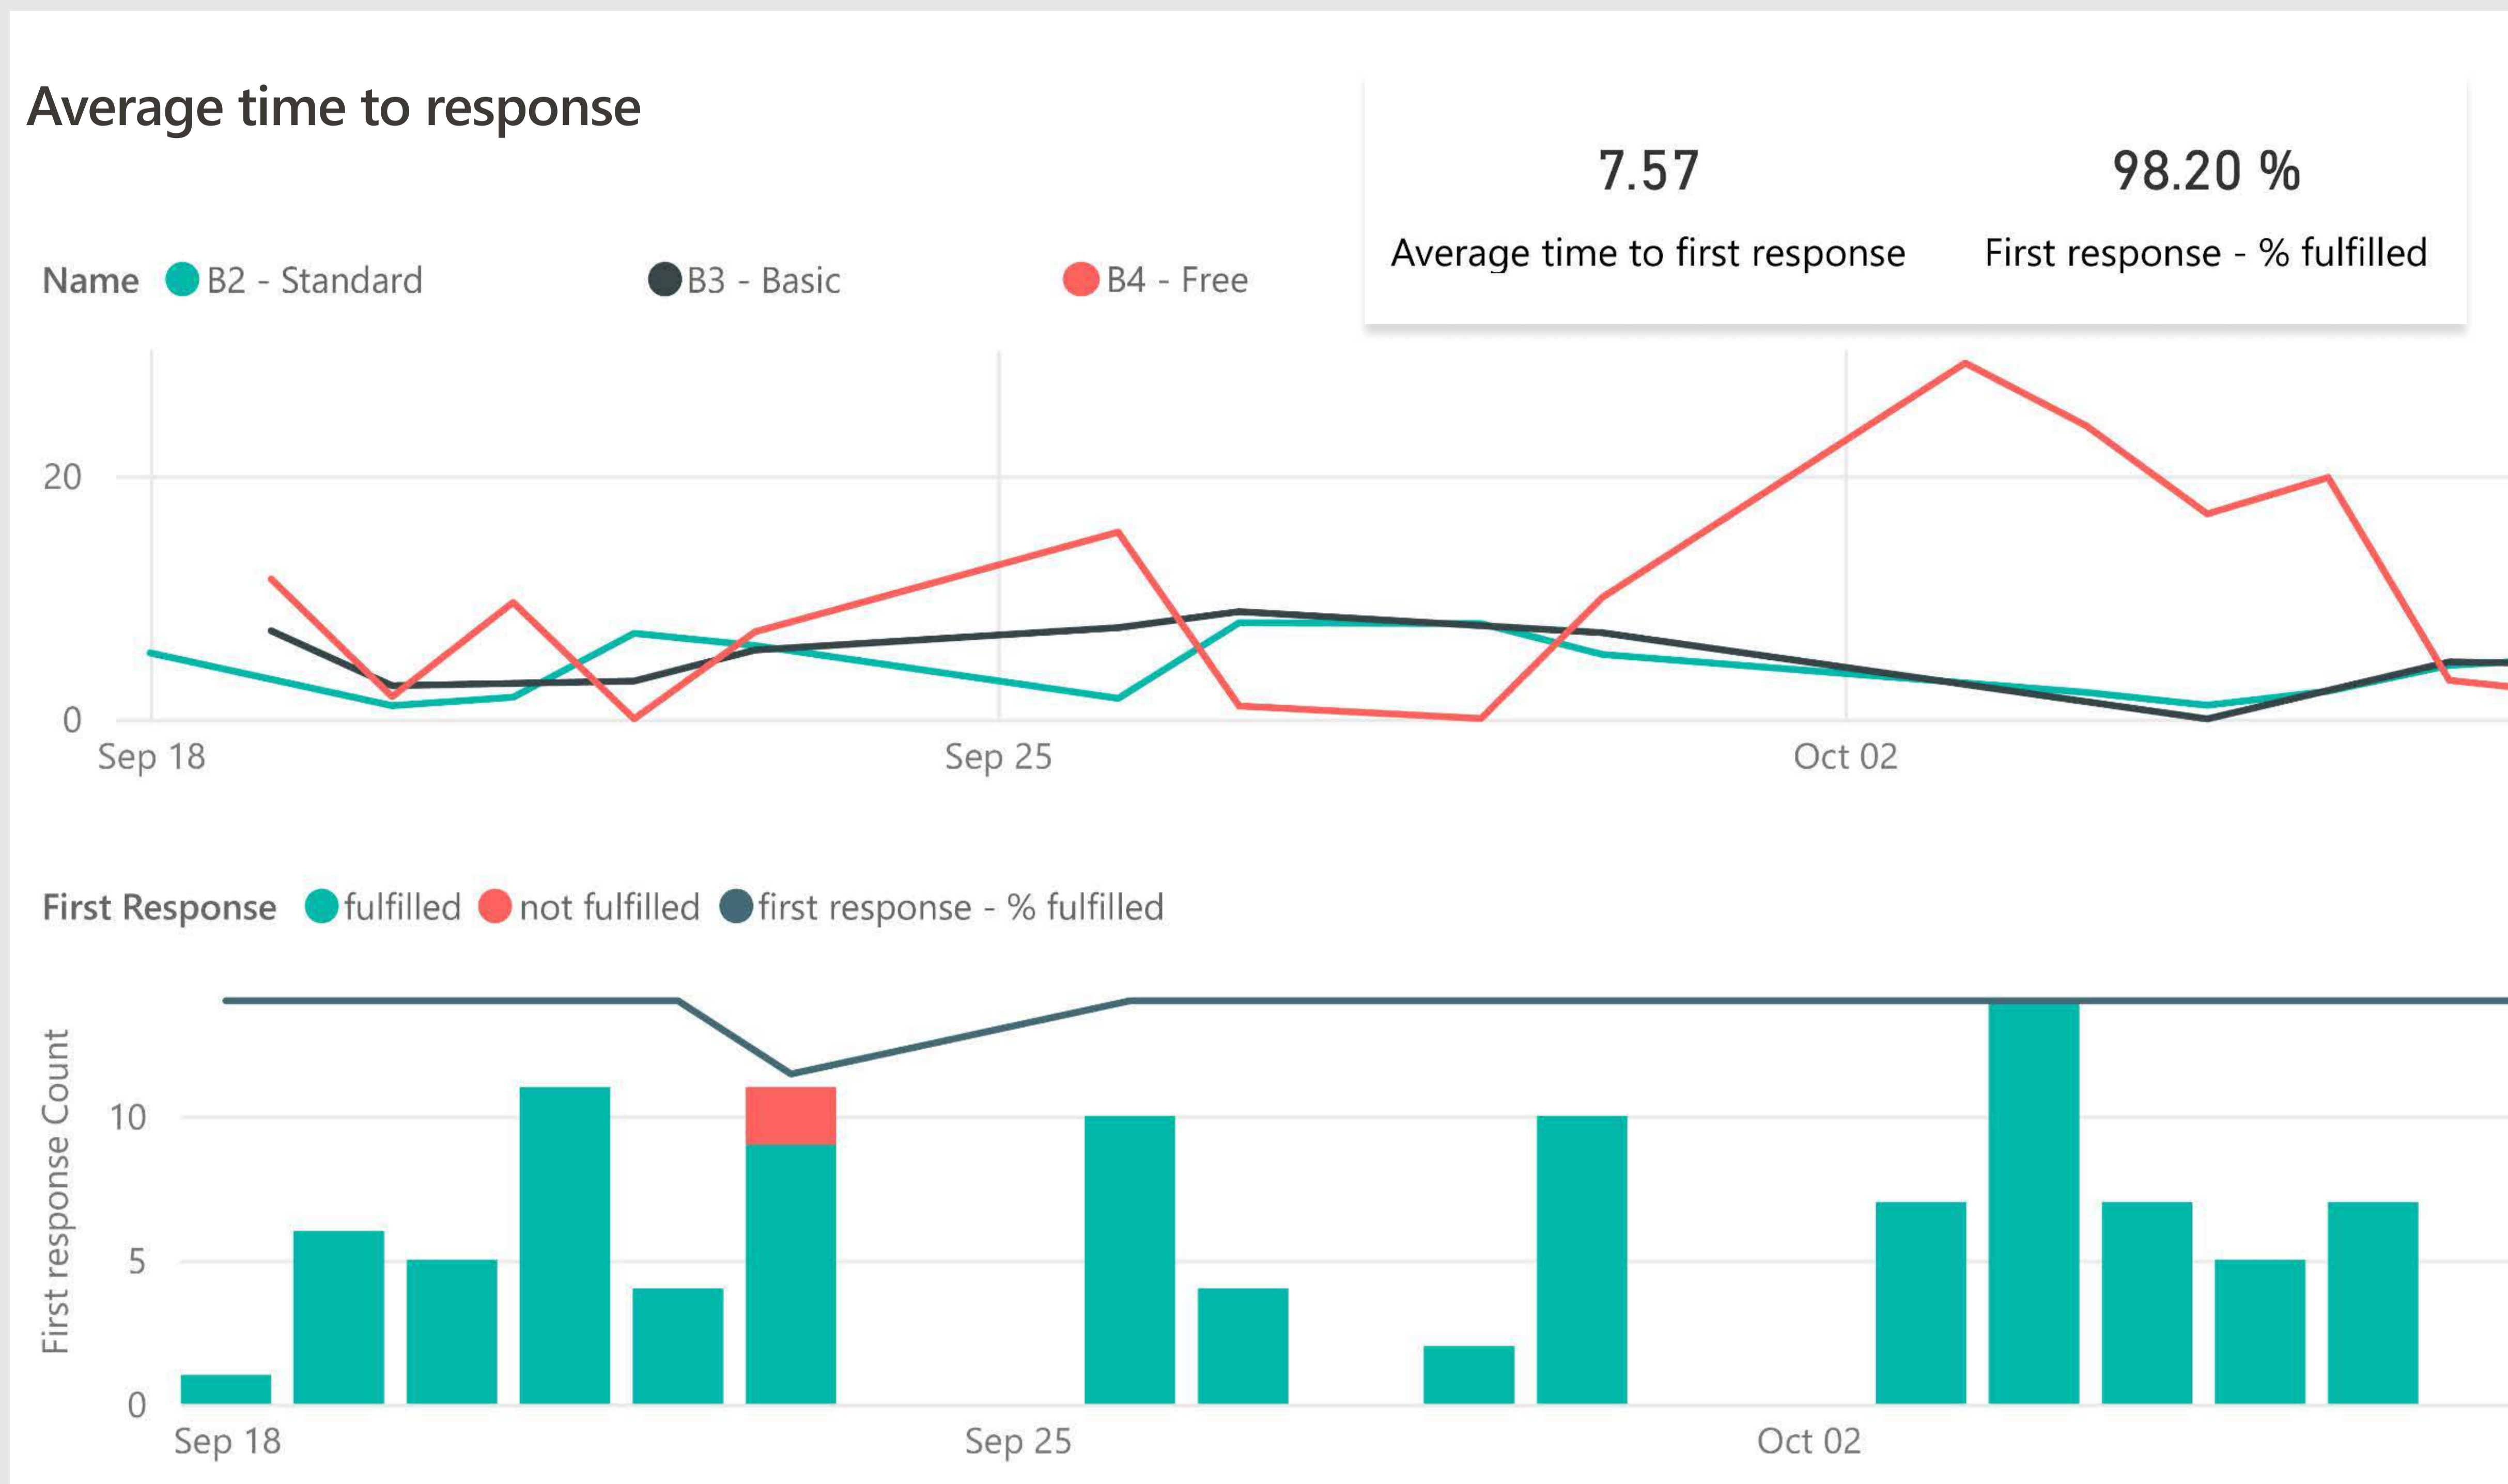 Average time to response
7.57
98.20 %
Average time to first response
First response - % fulfilled
Name B2 - Standard B3 - Basic B4 - Free
20
0
Sep 18 Sep 25 Oct 02
First Response fulfilled not fulfilled first response - % fulfilled
First response Count
10
5
0
Sep 18 Sep 25 Oct 02